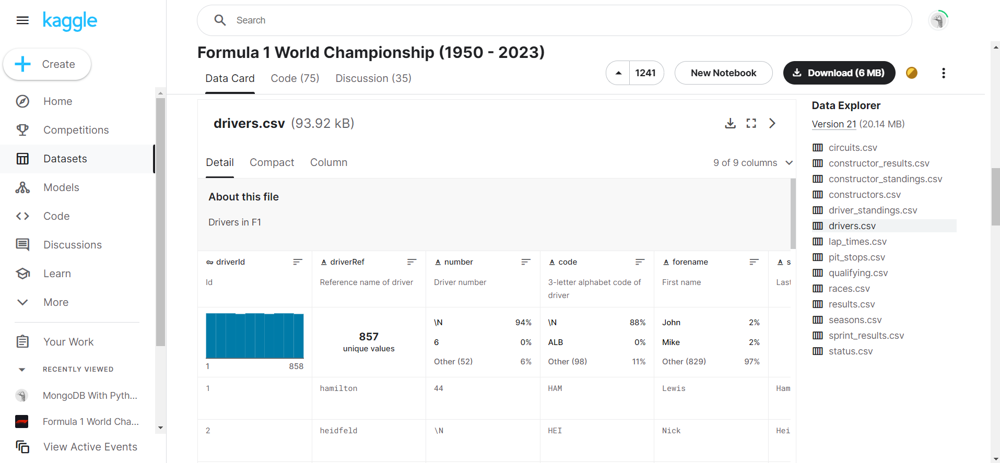 kaggle
Search
Create
Home
Competitions
Datasets
Models
Code
Discussions
Learn
More
Your Work
RECENTLY VIEWED
MongoDB With Pyth...
Formula 1 World Cha...
View Active Events
Formula 1 World Championship (1950 - 2023)
Data Card Code (75) Discussion (35)
1241 New Notebook Download (6 MB)
drivers.csv (93.92 kB)
Detail Compact Column 9 of 9 columns
About this file
Drivers in F1
driverId driverRef number code forename s
Id Reference name of driver Driver number 3-letter alphabet code of First name Last
driver
\N 94% \N 88% John 2%
857
unique values
6 0% ALB 0% Mike 2%
Other (52) 6% Other (98) 11% Other (829) 97%
1 858
1 hamilton 44 HAM Lewis Ham
2 heidfeld \N HEI Nick Hei
Data Explorer
Version 21 (20.14 MB)
circuits.csv
constructor_results.csv
constructor_standings.csv
constructors.csv
driver_standings.csv
drivers.csv
lap_times.csv
pit_stops.csv
qualifying.csv
races.csv
results.csv
seasons.csv
sprint_results.csv
status.csv